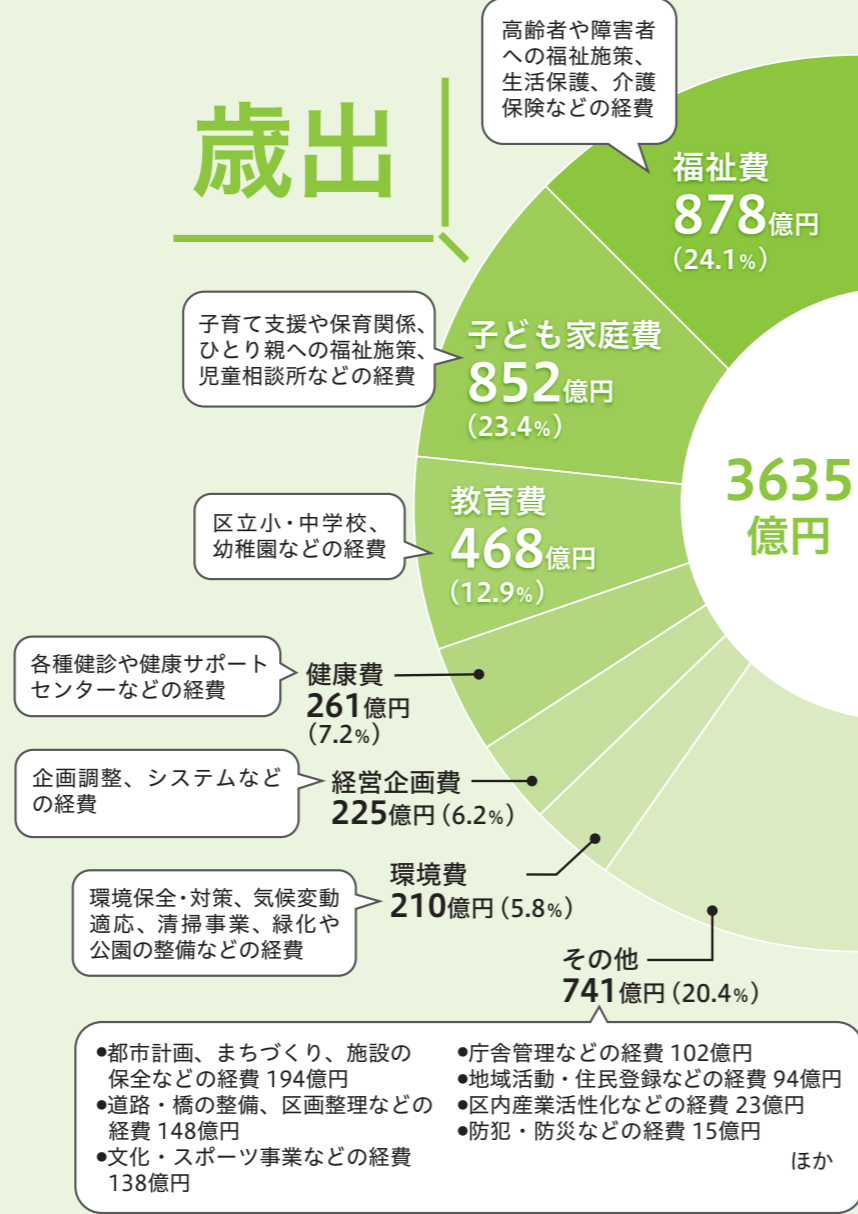 高齢者や障害者
への福祉施策、
生活保護、介護
保険などの経費
歳出
福祉費
878億円
(24.1%)
子育て支援や保育関係、
ひとり親への福祉施策、
児童相談所などの経費
子ども家庭費
852億円
(23.4%)
3635
億円
区立小・中学校、
幼稚園などの経費
教育費
468億円
(12.9%)
各種健診や健康サポート
センターなどの経費
健康費
261億円
(7.2%)
企画調整、システムなど
の経費
経営企画費
225億円(6.2%)
環境保全・対策、気候変動
適応、清掃事業、緑化や
公園の整備などの経費
環境費
210億円(5.8%)
その他
741億円(20.4%)
●都市計画、まちづくり、施設の
保全などの経費 194億円
●道路・橋の整備、区画整理などの
経費 148億円
●文化・スポーツ事業などの経費
138億円
●庁舎管理などの経費 102億円
●地域活動・住民登録などの経費 94億円
●区内産業活性化などの経費 23億円
●防犯・防災などの経費 15億円
ほか